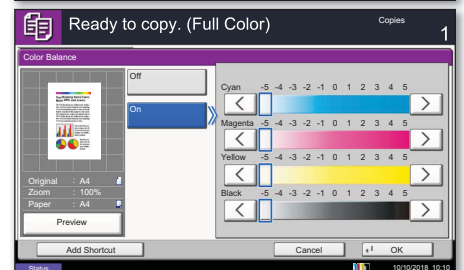 Ready to copy. (Full Color)
Copies
1
Color Balance
Off
On
Cyan -5 -4 -3 -2 -1 0 1 2 3 4 5
Magenta -5 -4 -3 -2 -1 0 1 2 3 4 5
Yellow -5 -4 -3 -2 -1 0 1 2 3 4 5
Black -5 -4 -3 -2 -1 0 1 2 3 4 5
Original : A4
Zoom : 100%
Paper : A4
Preview
Add Shortcut
Cancel
OK
Status
10/10/2018 10:10